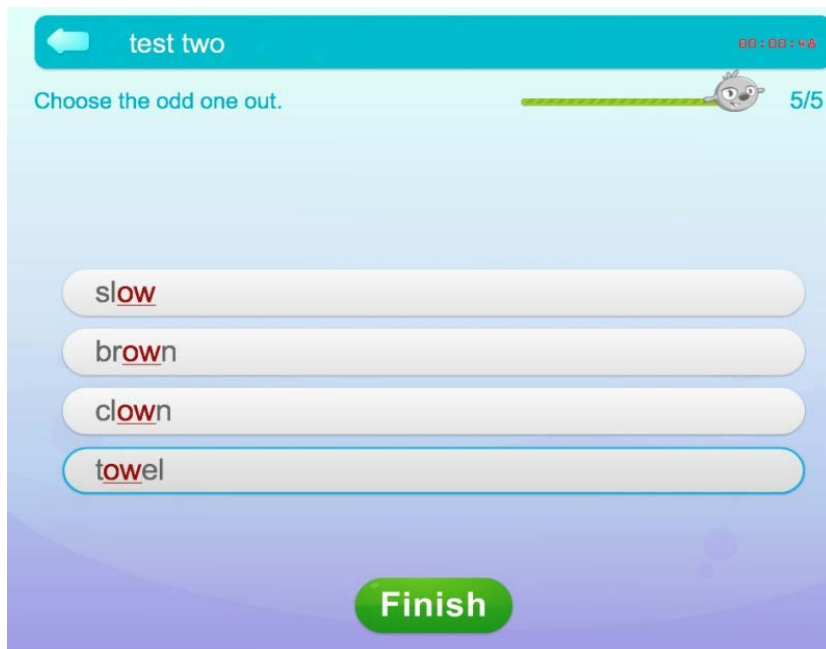 test two
00:00:48
Choose the odd one out.
5/5
slow
brown
clown
towel
Finish